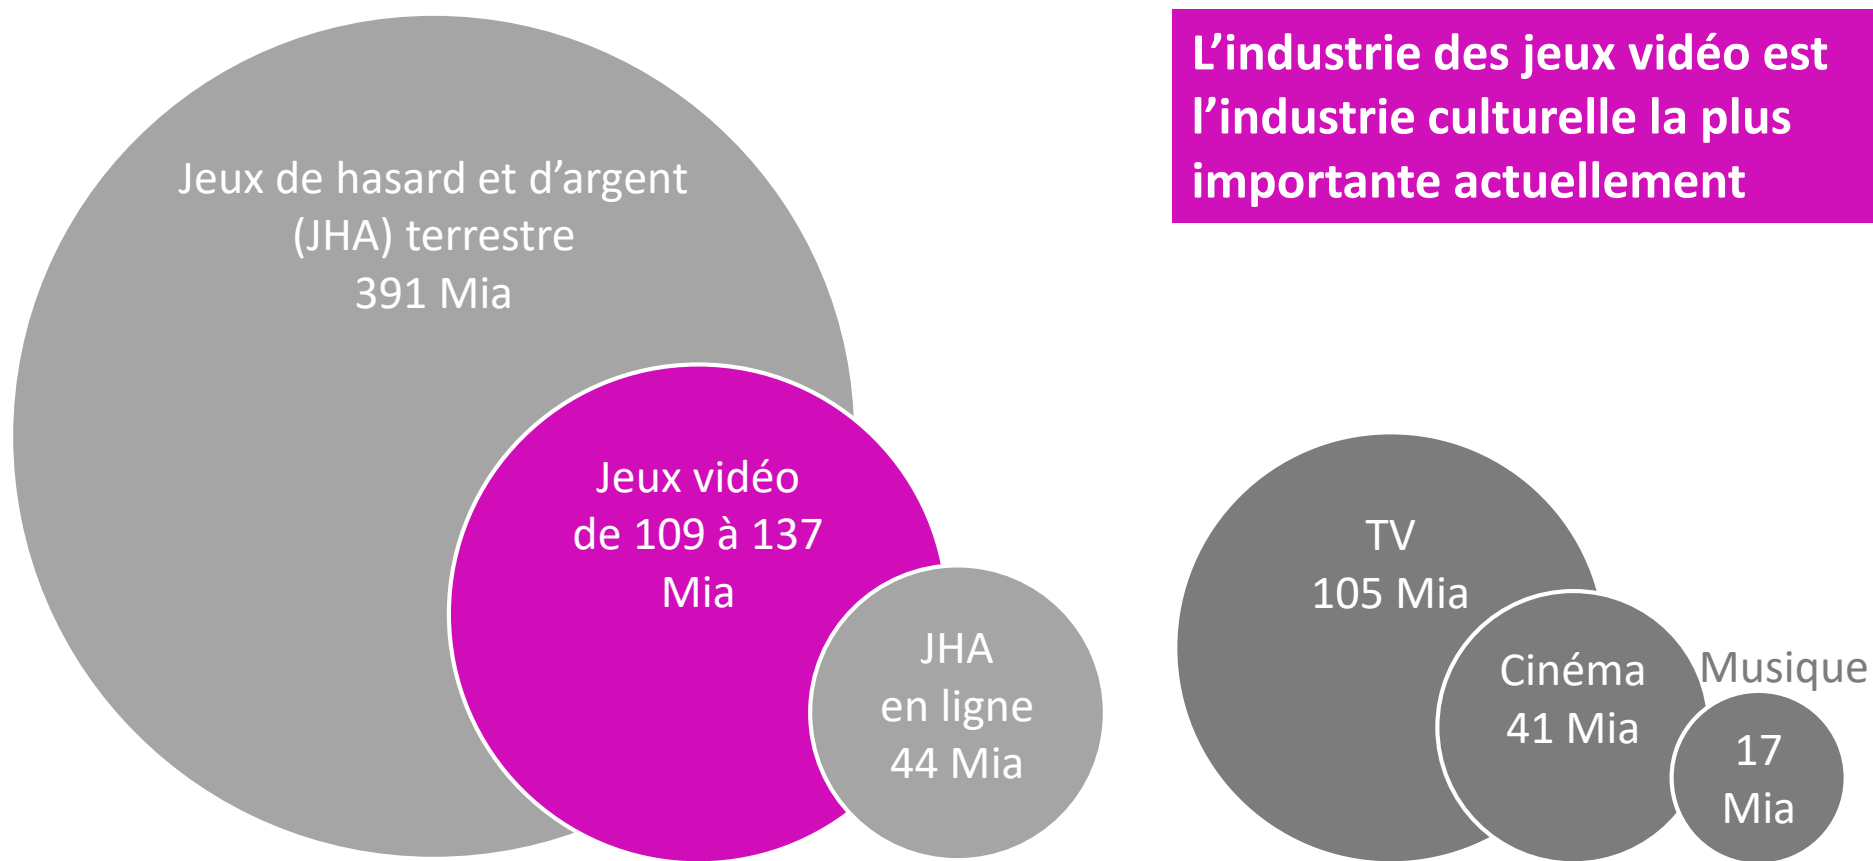 L’industrie des jeux vidéo est
l’industrie culturelle la plus
importante actuellement
Jeux de hasard et d’argent
(JHA) terrestre
391 Mia
Jeux vidéo
de 109 à 137
Mia
JHA
en ligne
44 Mia
TV
105 Mia
Cinéma
41 Mia
Musique
17
Mia